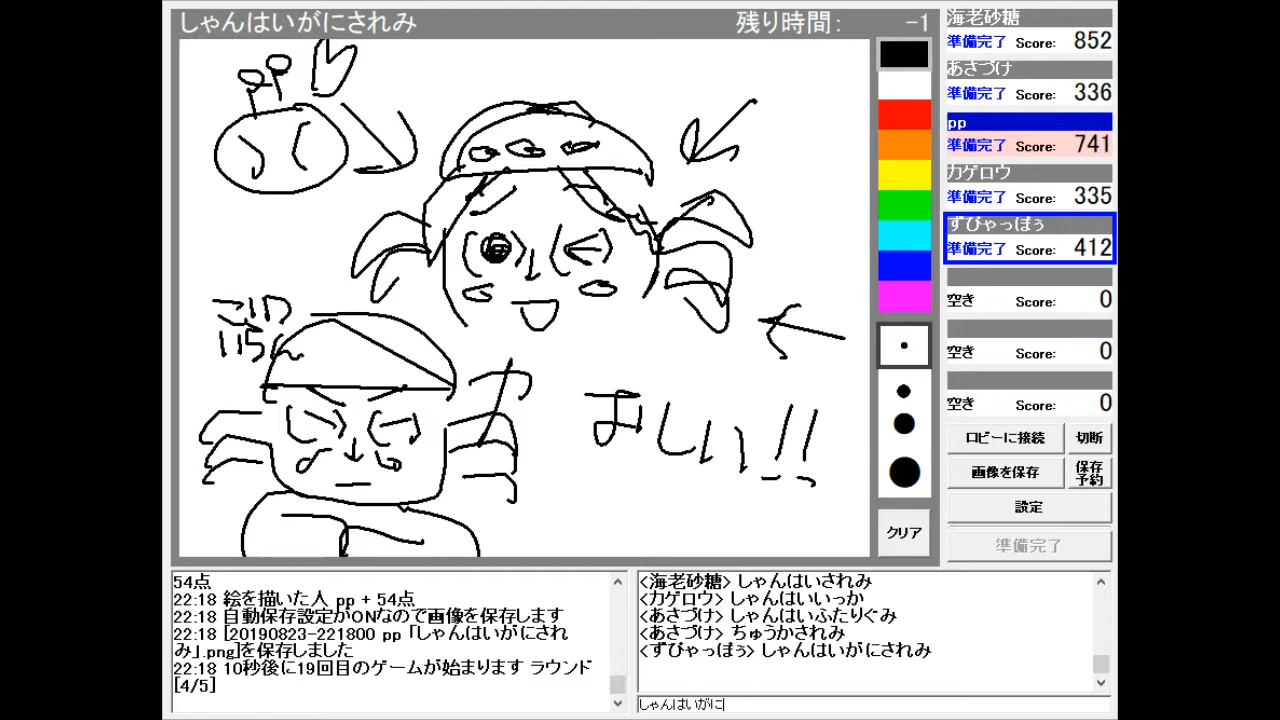 しゃんはいがにされみ
残り時間: -1
海老砂糖
準備完了 Score: 852
あさづけ
準備完了 Score: 336
pp
準備完了 Score: 741
カゲロウ
準備完了 Score: 335
ずびゃっぼぅ
準備完了 Score: 412
空き Score: 0
空き Score: 0
空き Score: 0
ロビーに接続
切断
画像を保存
保存
予約
設定
準備完了
クリア
おしい!!
54点
22:18 絵を描いた人 pp + 54点
22:18 自動保存設定がONなので画像を保存します
22:18 [20190823-221800 pp 「しゃんはいがにされ
み」.png]を保存しました
22:18 10秒後に19回目のゲームが始まります ラウンド
[4/5]
<海老砂糖> しゃんはいされみ
<カゲロウ> しゃんはいいっか
<あさづけ> しゃんはいふたりぐみ
<あさづけ> ちゅうかされみ
<ずびゃっぼぅ> しゃんはいがにされみ
しゃんはいがに